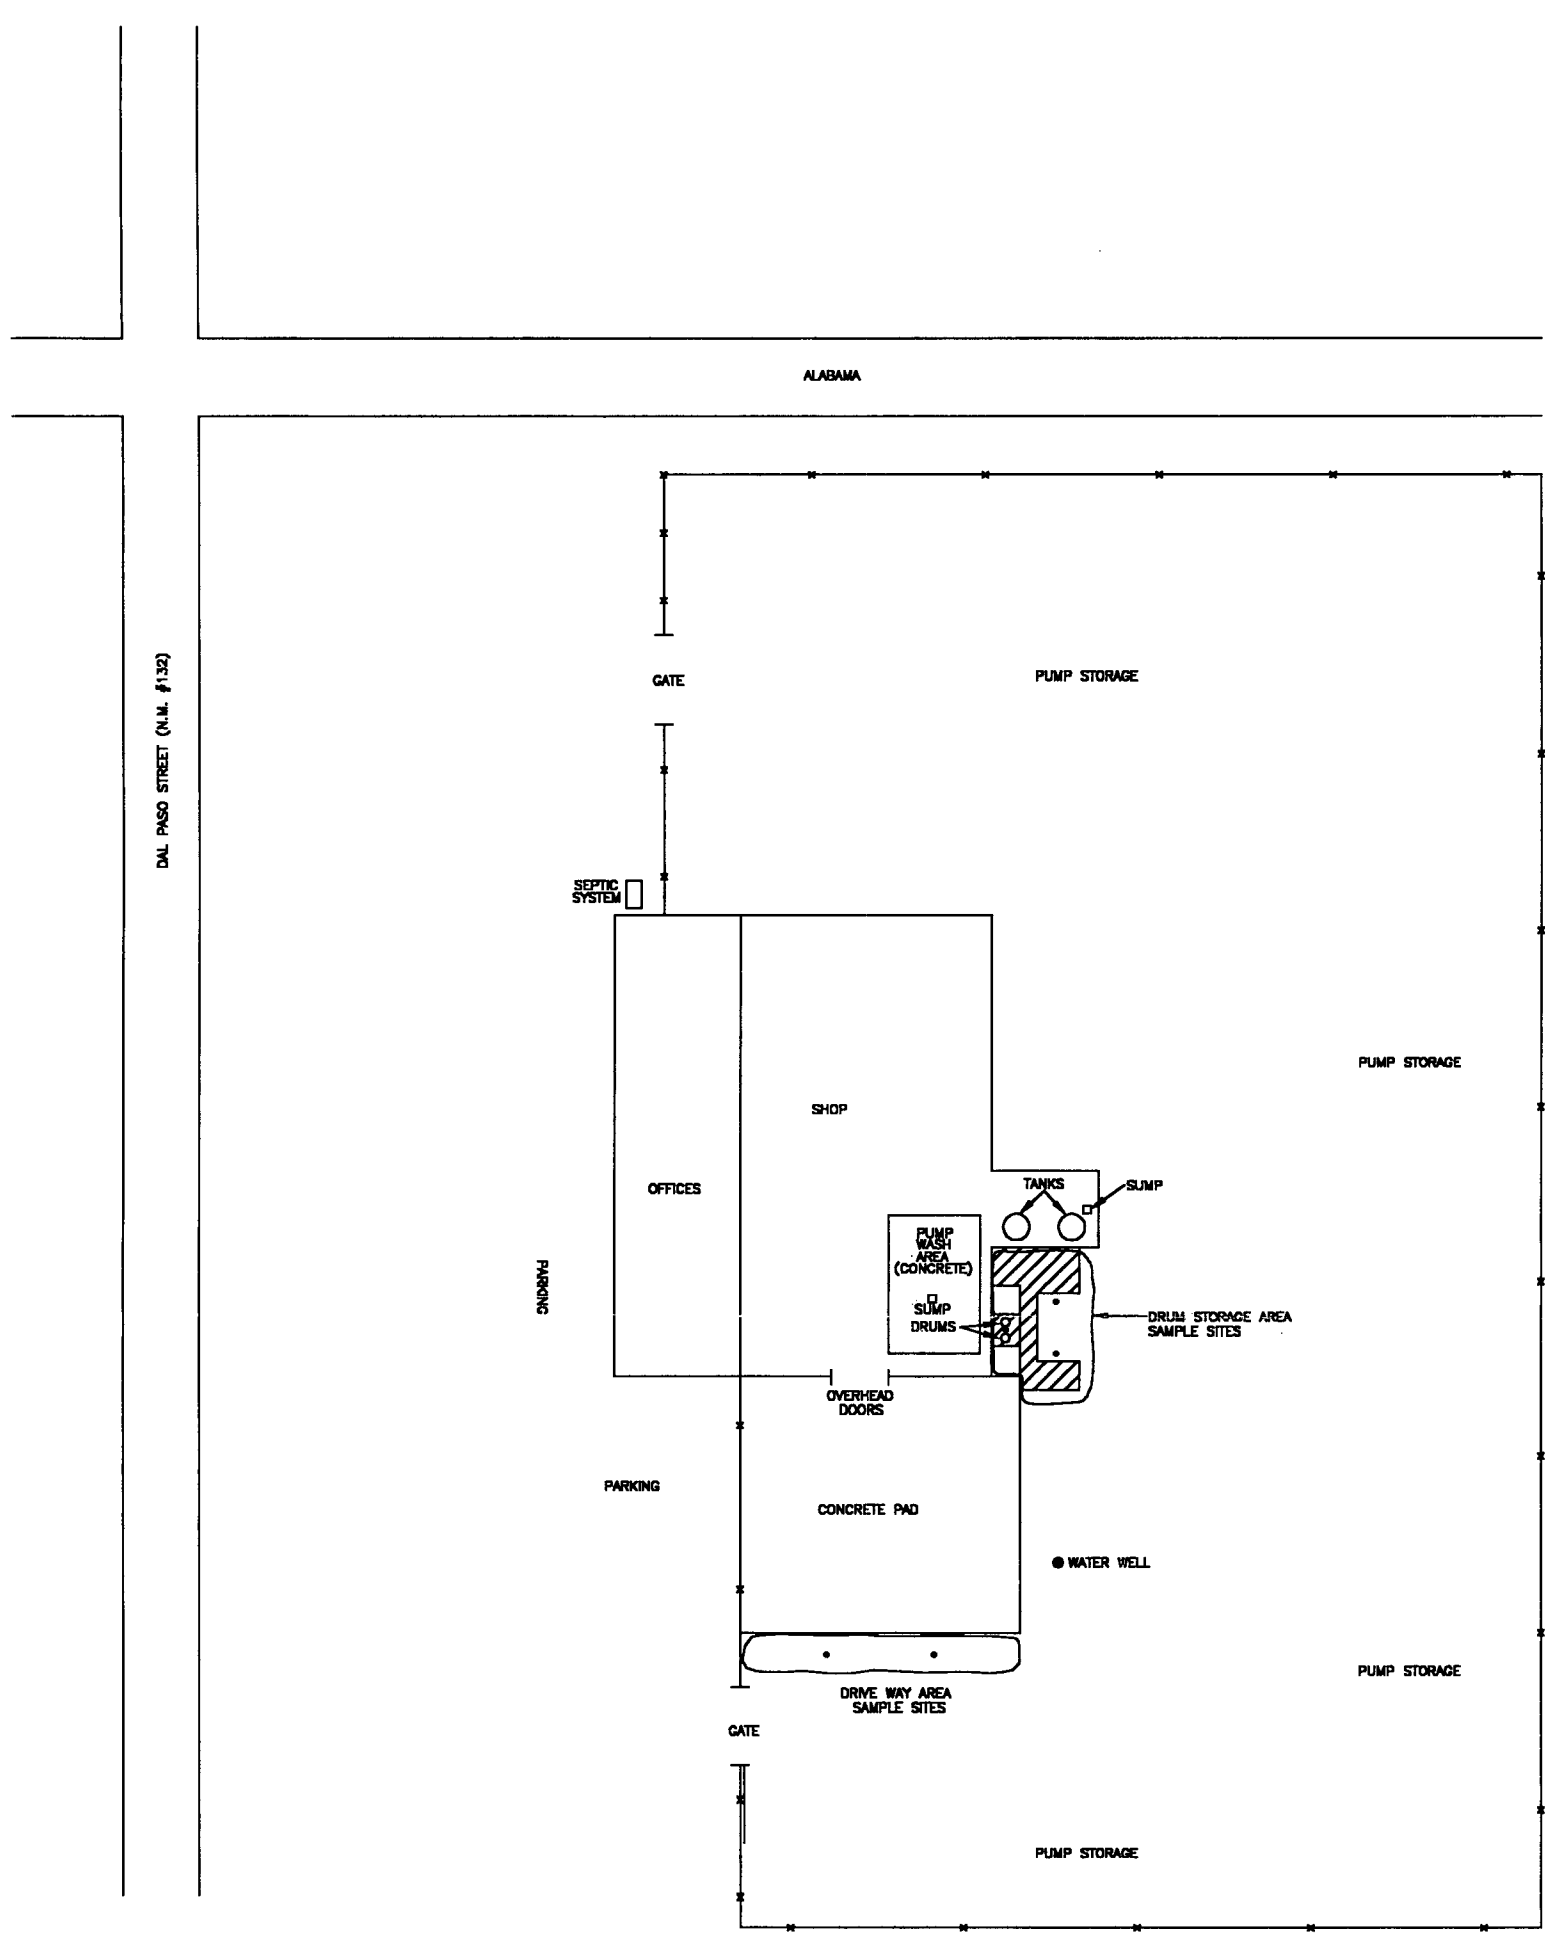 ALABAMA
DAL PASO STREET (N.M. #132)
GATE
PUMP STORAGE
SEPTIC
SYSTEM
PUMP STORAGE
SHOP
OFFICES
TANKS
SUMP
PUMP
WASH
AREA
(CONCRETE)
SUMP
DRUMS
PARKING
DRUM STORAGE AREA
SAMPLE SITES
OVERHEAD
DOORS
PARKING
CONCRETE PAD
WATER WELL
PUMP STORAGE
DRIVE WAY AREA
SAMPLE SITES
GATE
PUMP STORAGE